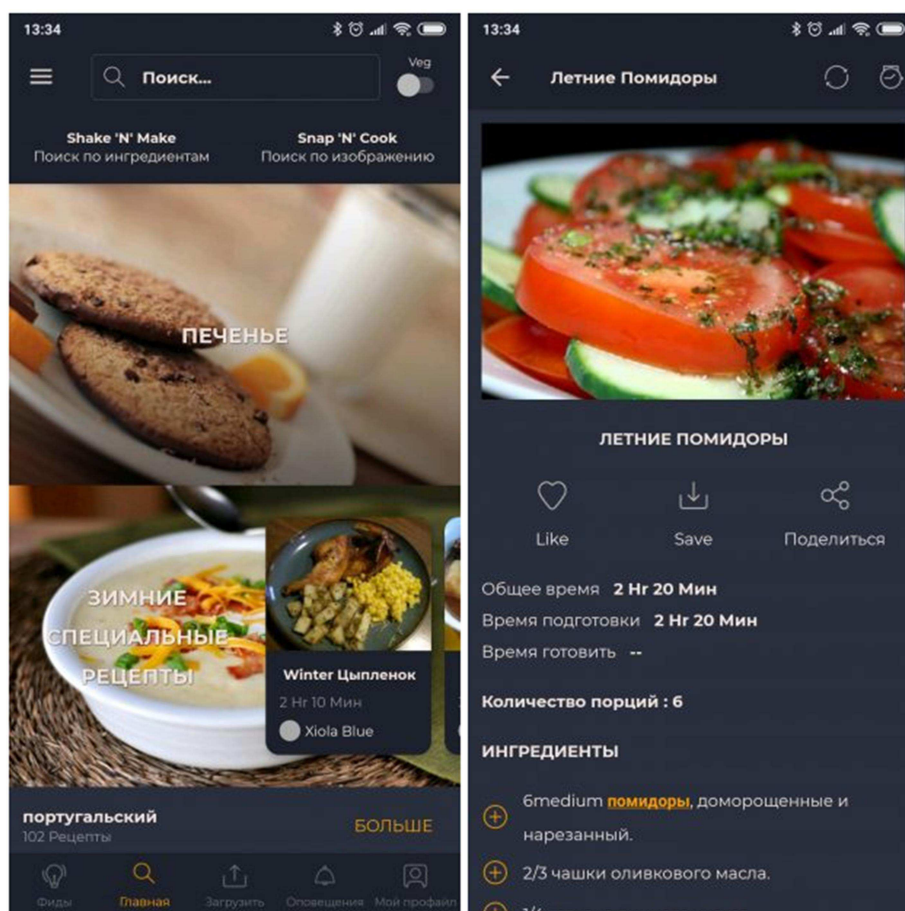 13:34
Поиск...
Veg
Shake 'N' Make
Поиск по ингредиентам
Snap 'N' Cook
Поиск по изображению
ПЕЧЕНЬЕ
ЗИМНИЕ
СПЕЦИАЛЬНЫЕ
РЕЦЕПТЫ
Winter Цыпленок
2 Hr 10 Мин
Xiola Blue
португальский
102 Рецепты
БОЛЬШЕ
Фиды
Главная
Загрузить
Оповещения
Мой профайл
13:34
Летние Помидоры
ЛЕТНИЕ ПОМИДОРЫ
Like
Save
Поделиться
Общее время 2 Hr 20 Мин
Время подготовки 2 Hr 20 Мин
Время готовить --
Количество порций : 6
ИНГРЕДИЕНТЫ
6medium помидоры, доморощенные и
нарезанный.
2/3 чашки оливкового масла.